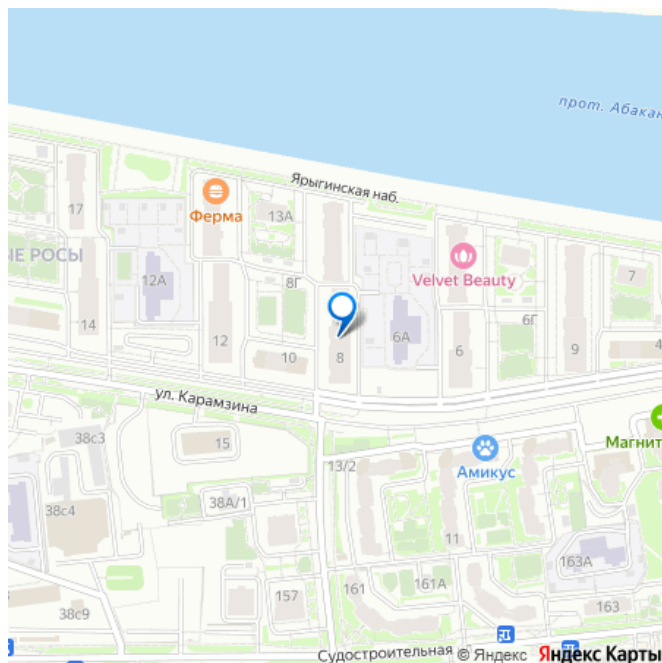 прот. Абакан
Ярыгинская наб.
Ферма
17
13А
ЫЕ РОСЫ
12А
8Г
Velvet Beauty
7
14
12
10
8
6А
6
6Г
9
4
ул. Карамзина
38с3
15
13/2
Амикус
Магнит
38с4
38А/1
11
163А
161
161А
157
163
38с9
Судостроительная © Яндекс Яндекс Карты